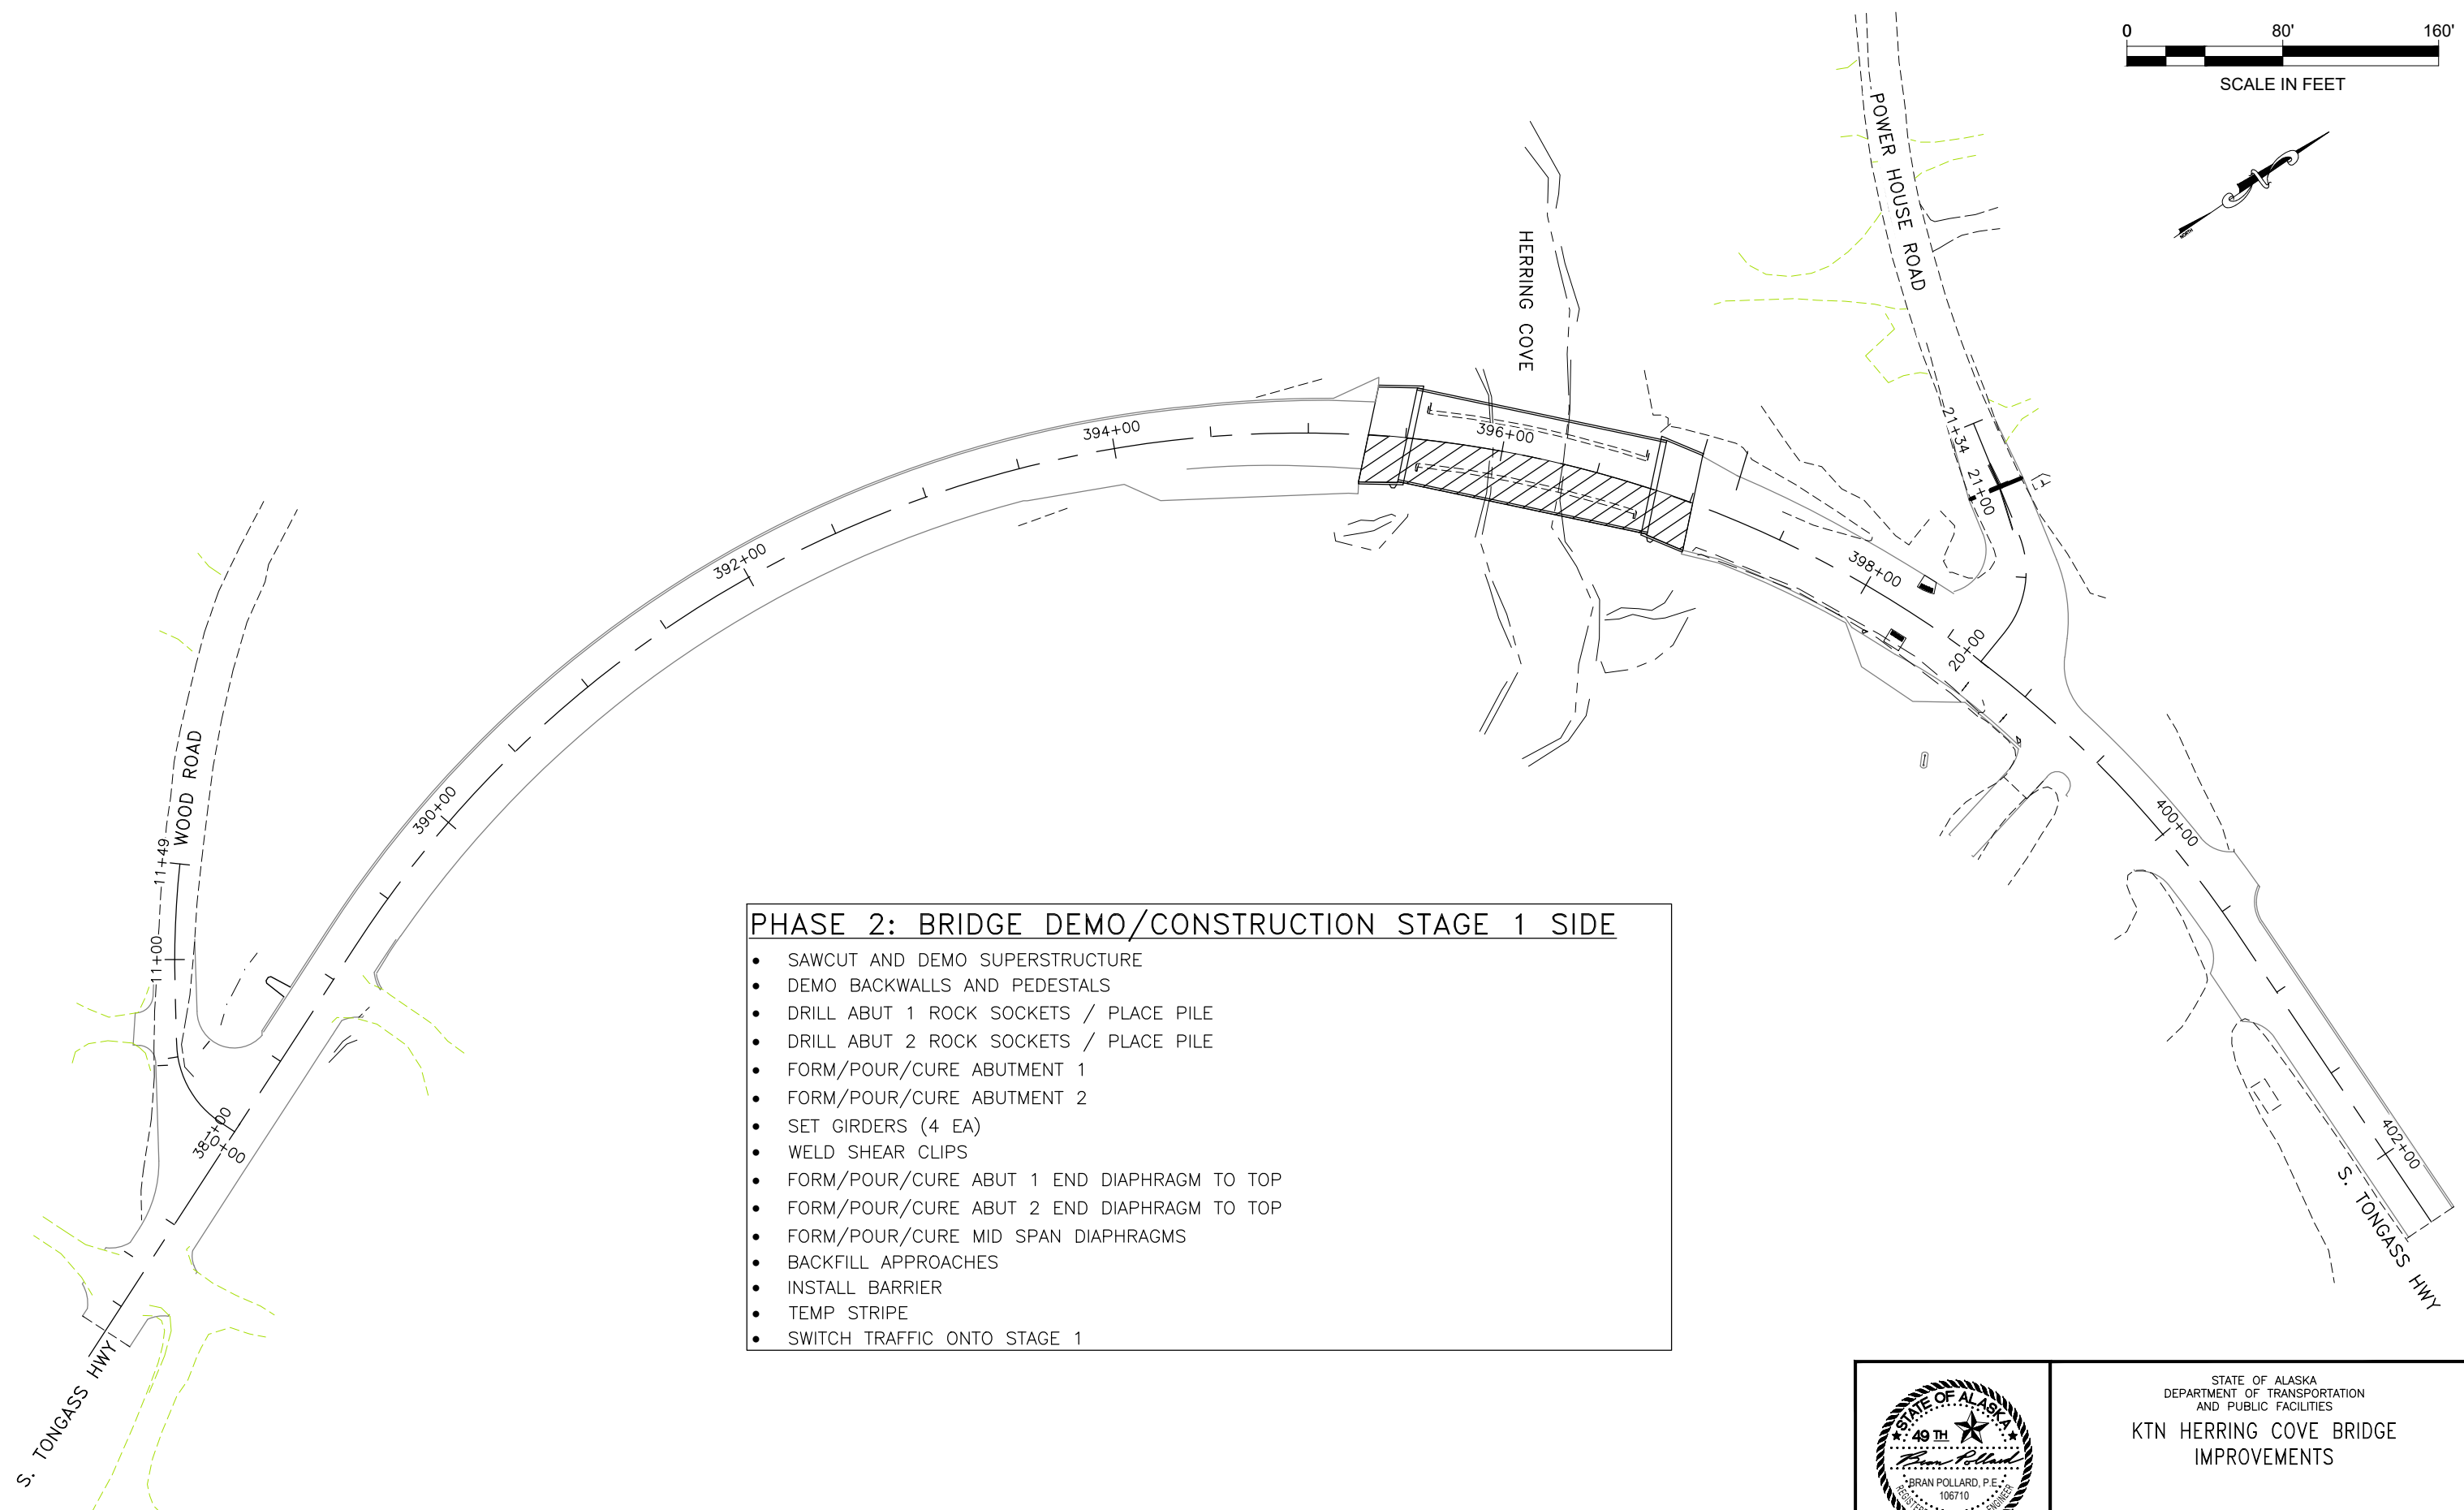 0 80' 160'
SCALE IN FEET
NORTH
POWER HOUSE ROAD
HERRING COVE
21+34
21+00
20+00
394+00
396+00
392+00
398+00
390+00
400+00
402+00
WOOD ROAD
11+49
11+00
10+00
S. TONGASS HWY
S. TONGASS HWY
PHASE 2: BRIDGE DEMO/CONSTRUCTION STAGE 1 SIDE
• SAWCUT AND DEMO SUPERSTRUCTURE
• DEMO BACKWALLS AND PEDESTALS
• DRILL ABUT 1 ROCK SOCKETS / PLACE PILE
• DRILL ABUT 2 ROCK SOCKETS / PLACE PILE
• FORM/POUR/CURE ABUTMENT 1
• FORM/POUR/CURE ABUTMENT 2
• SET GIRDERS (4 EA)
• WELD SHEAR CLIPS
• FORM/POUR/CURE ABUT 1 END DIAPHRAGM TO TOP
• FORM/POUR/CURE ABUT 2 END DIAPHRAGM TO TOP
• FORM/POUR/CURE MID SPAN DIAPHRAGMS
• BACKFILL APPROACHES
• INSTALL BARRIER
• TEMP STRIPE
• SWITCH TRAFFIC ONTO STAGE 1
STATE OF ALASKA
49 TH
Bran Pollard
BRAN POLLARD, P.E.
106710
ENGINEER
STATE OF ALASKA
DEPARTMENT OF TRANSPORTATION
AND PUBLIC FACILITIES
KTN HERRING COVE BRIDGE
IMPROVEMENTS